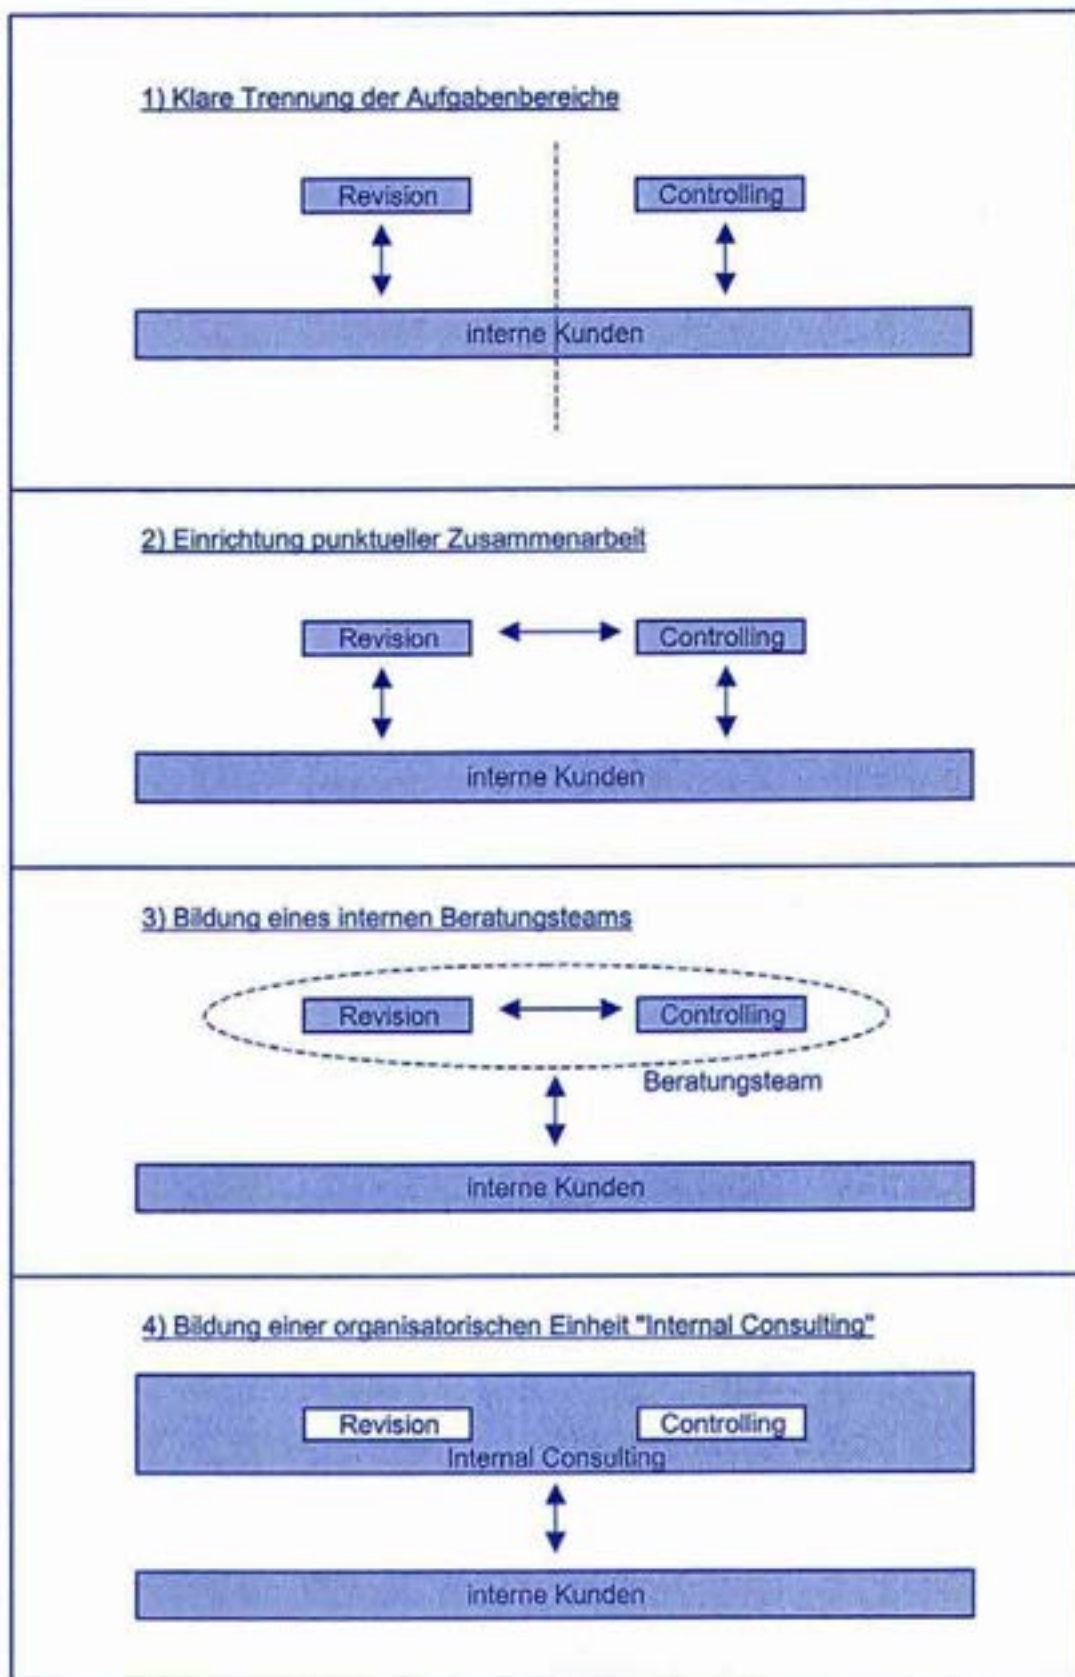 1) Klare Trennung der Aufgabenbereiche
Revision
Controlling
interne Kunden
2) Einrichtung punktueller Zusammenarbeit
Revision
Controlling
interne Kunden
3) Bildung eines internen Beratungsteams
Revision
Controlling
Beratungsteam
interne Kunden
4) Bildung einer organisatorischen Einheit "Internal Consulting"
Revision
Controlling
Internal Consulting
interne Kunden